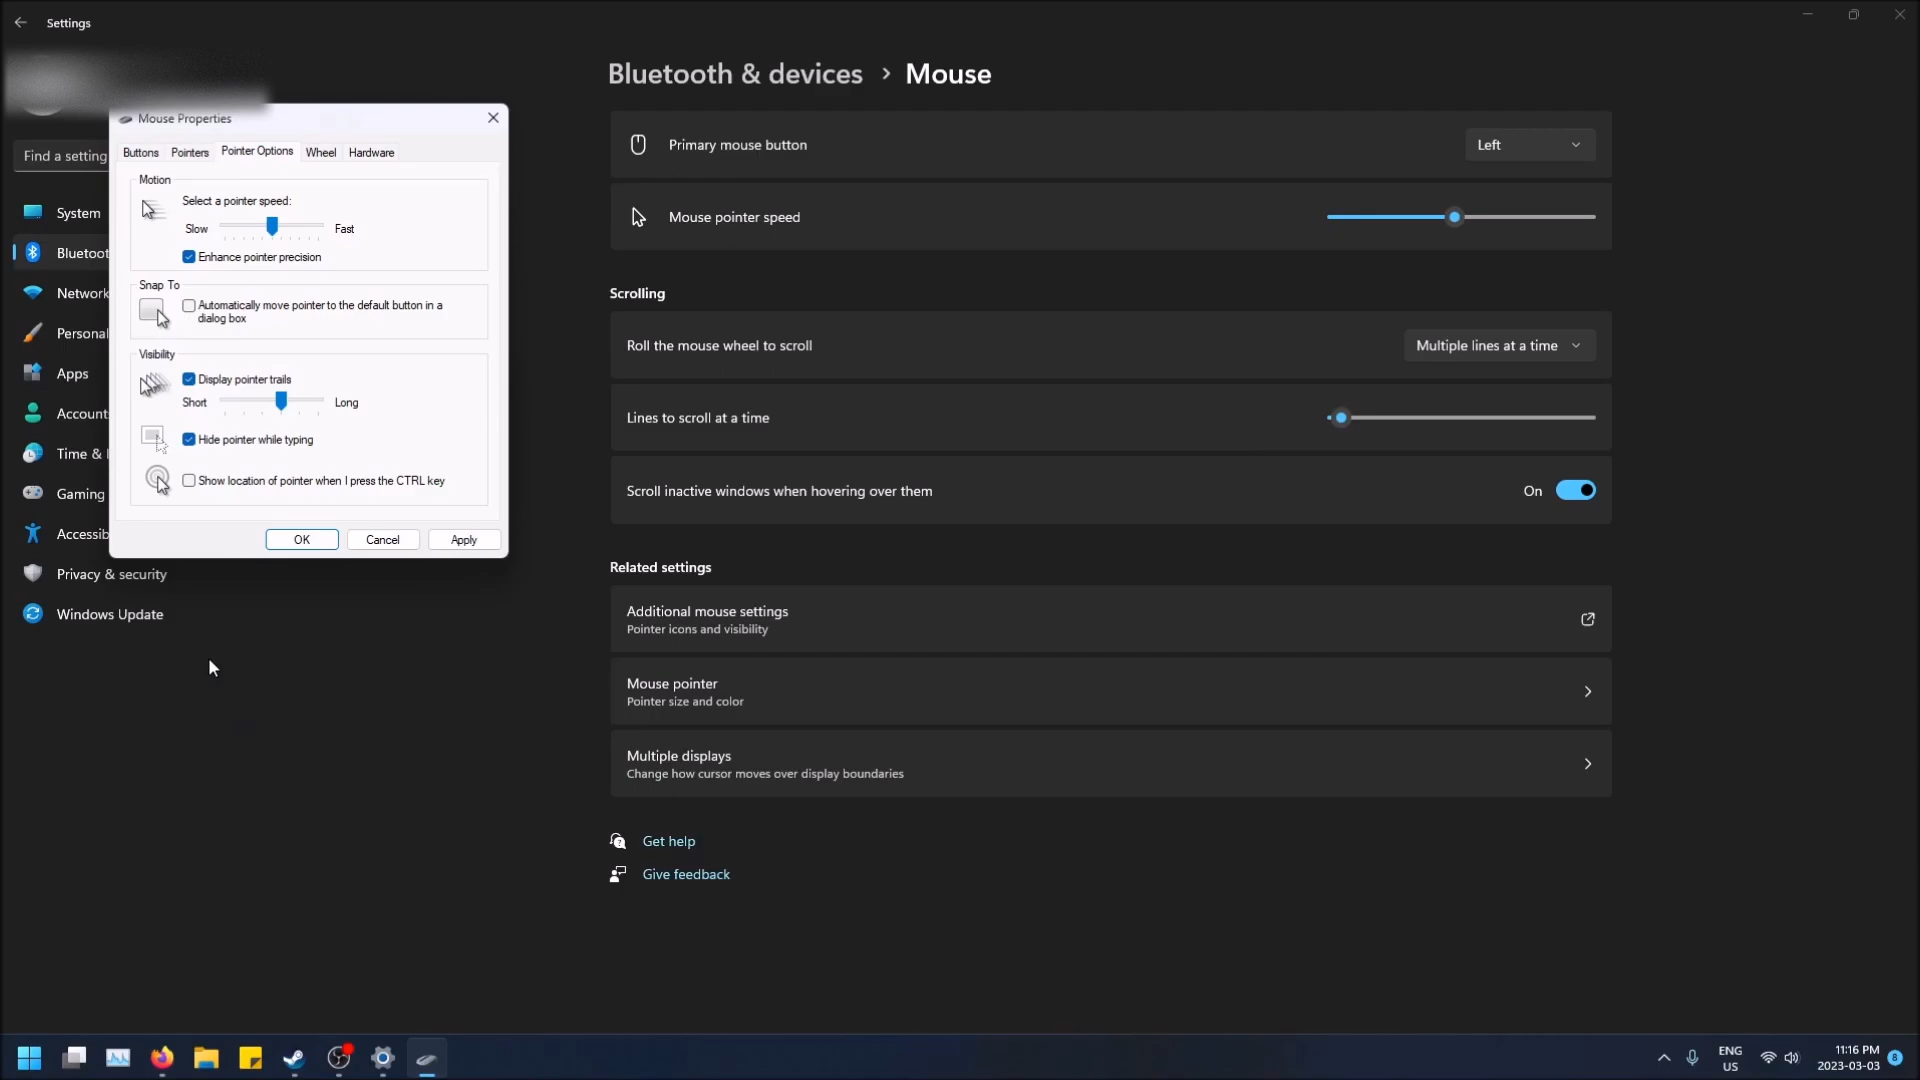 Settings
Bluetooth & devices > Mouse
Mouse Properties
Buttons Pointers Pointer Options Wheel Hardware
Motion
Select a pointer speed:
Slow Fast
Enhance pointer precision
Snap To
Automatically move pointer to the default button in a
dialog box
Visibility
Display pointer trails
Short Long
Hide pointer while typing
Show location of pointer when I press the CTRL key
OK Cancel Apply
Find a setting
System
Bluetoot
Network
Personal
Apps
Account
Time &
Gaming
Accessib
Privacy & security
Windows Update
Primary mouse button
Left
Mouse pointer speed
Scrolling
Roll the mouse wheel to scroll
Multiple lines at a time
Lines to scroll at a time
Scroll inactive windows when hovering over them
On
Related settings
Additional mouse settings
Pointer icons and visibility
Mouse pointer
Pointer size and color
Multiple displays
Change how cursor moves over display boundaries
Get help
Give feedback
ENG
US
11:16 PM
2023-03-03
8